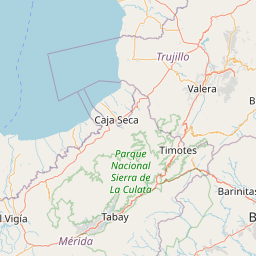 Trujillo
Valera
B
Caja Seca
Timotes
Parque
Nacional
Sierra de
La Culata
Barinitas
Tabay
l Vigía
B
Mérida